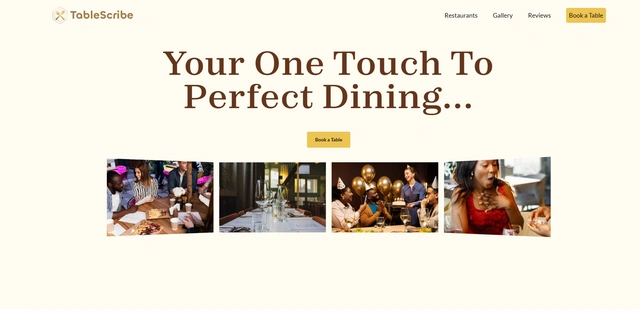 TableScribe
Restaurants
Gallery
Reviews
Book a Table
Your One Touch To
Perfect Dining...
Book a Table